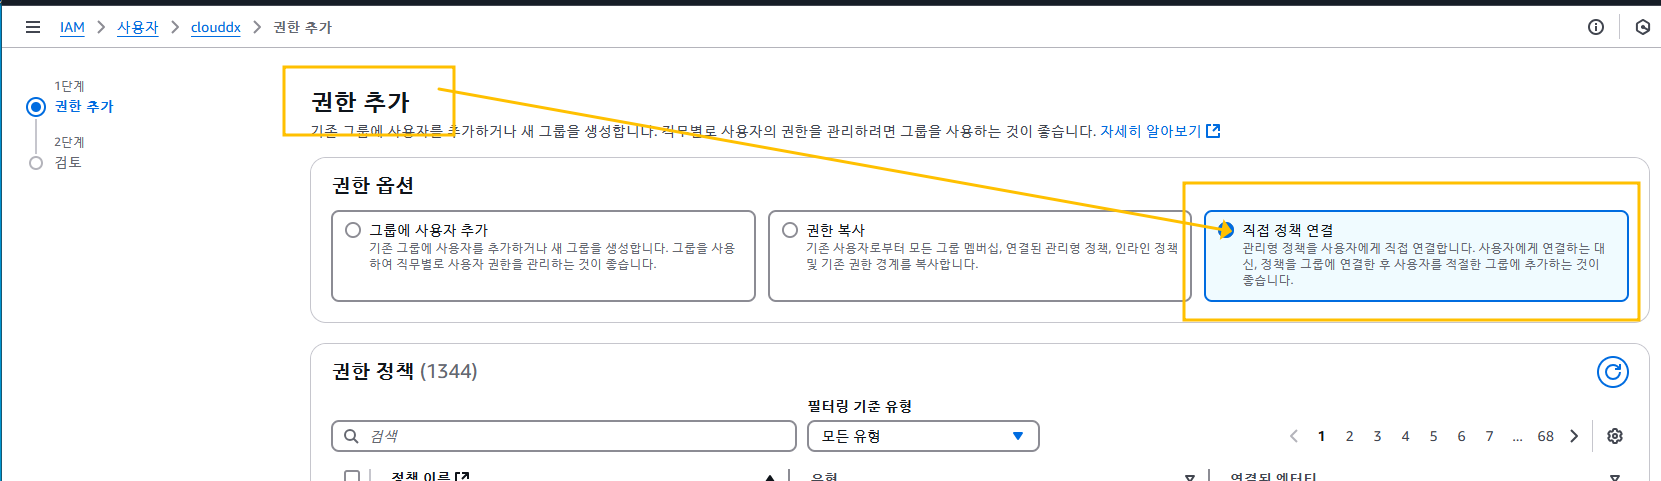 IAM > 사용자 > clouddx > 권한 추가
1단계
권한 추가
2단계
검토
권한 추가
기존 그룹에 사용자를 추가하거나 새 그룹을 생성합니다. 직무별로 사용자의 권한을 관리하려면 그룹을 사용하는 것이 좋습니다. 자세히 알아보기
권한 옵션
그룹에 사용자 추가
기존 그룹에 사용자를 추가하거나 새 그룹을 생성합니다. 그룹을 사용
하여 직무별로 사용자 권한을 관리하는 것이 좋습니다.
권한 복사
기존 사용자로부터 모든 그룹 멤버십, 연결된 관리형 정책, 인라인 정책
및 기존 권한 경계를 복사합니다.
직접 정책 연결
관리형 정책을 사용자에게 직접 연결합니다. 사용자에게 연결하는 대
신, 정책을 그룹에 연결한 후 사용자를 적절한 그룹에 추가하는 것이
좋습니다.
권한 정책 (1344)
필터링 기준 유형
검색
모든 유형
1 2 3 4 5 6 7 ... 68
정책 이름
유형
연결된 엔터티